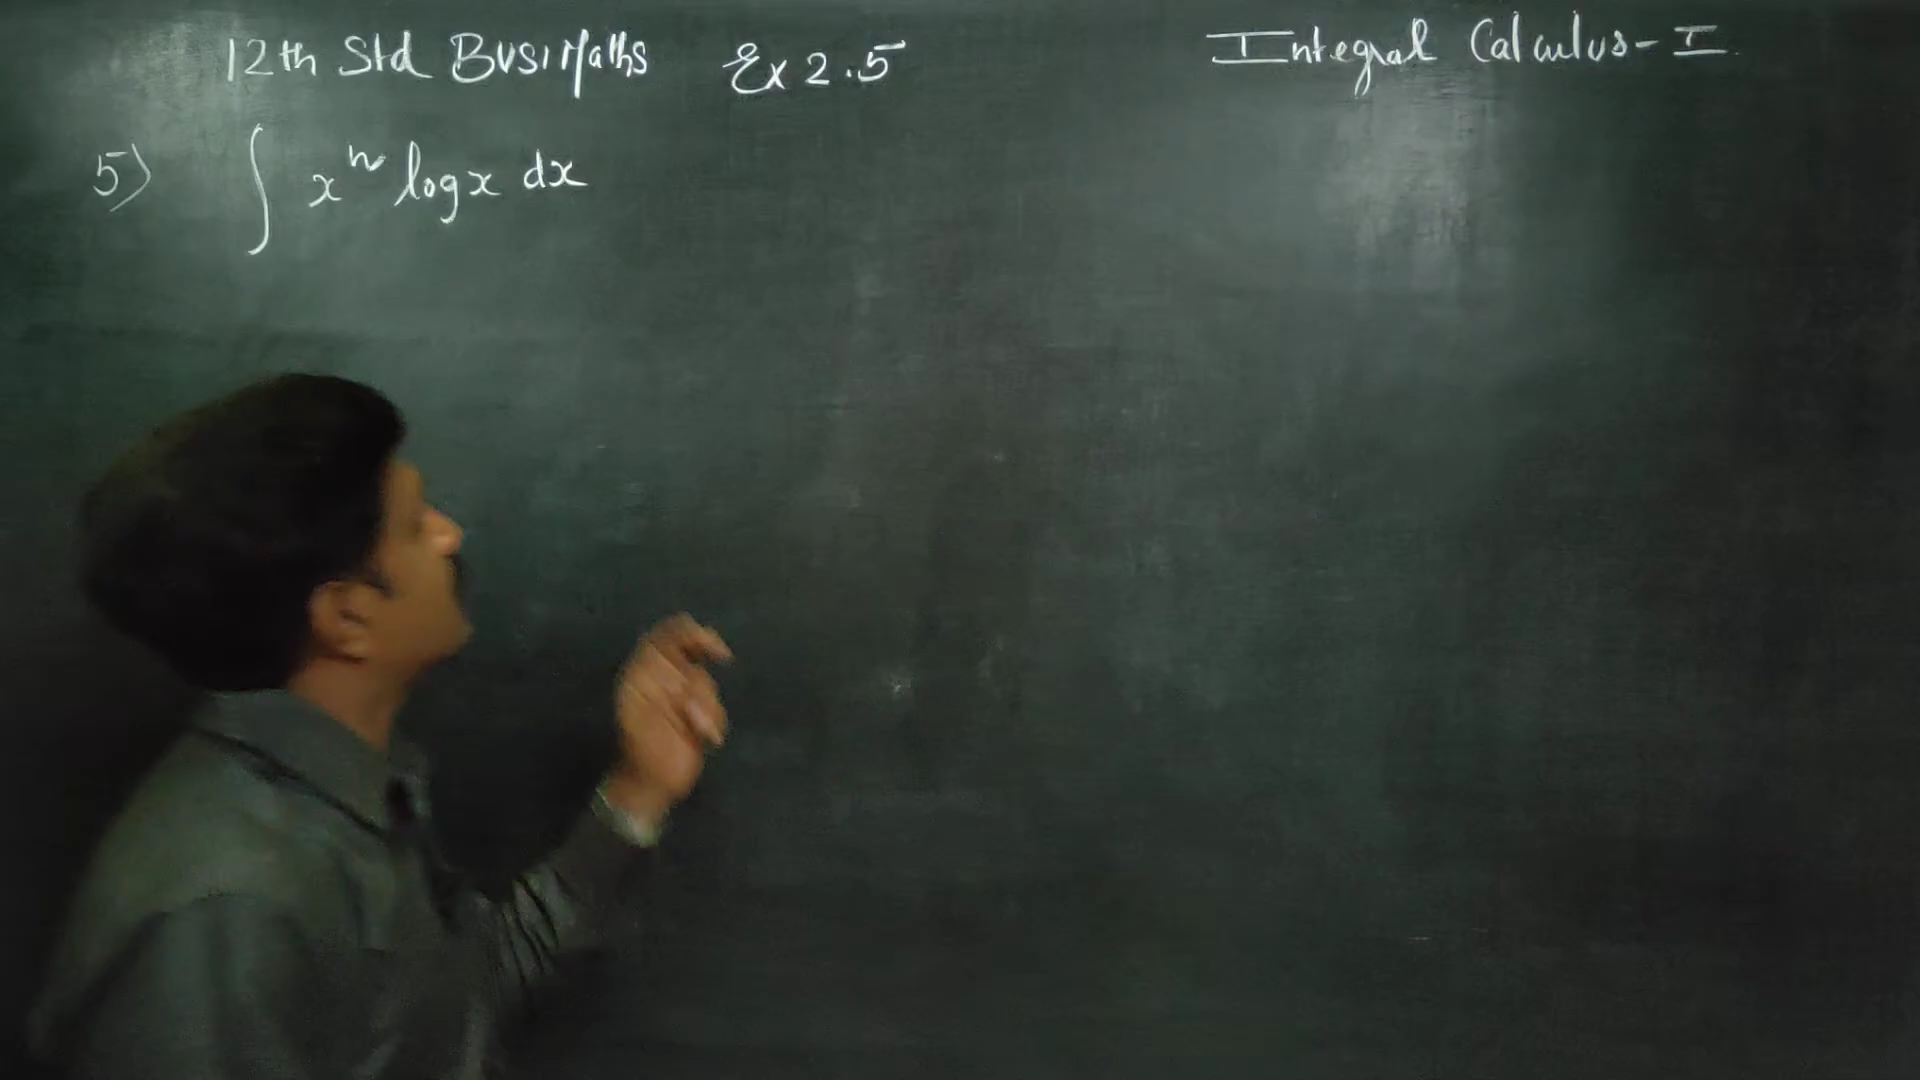 12th Std Busi Maths Ex 2.5
Integral Calculus - I
5) ∫ xⁿ log x dx